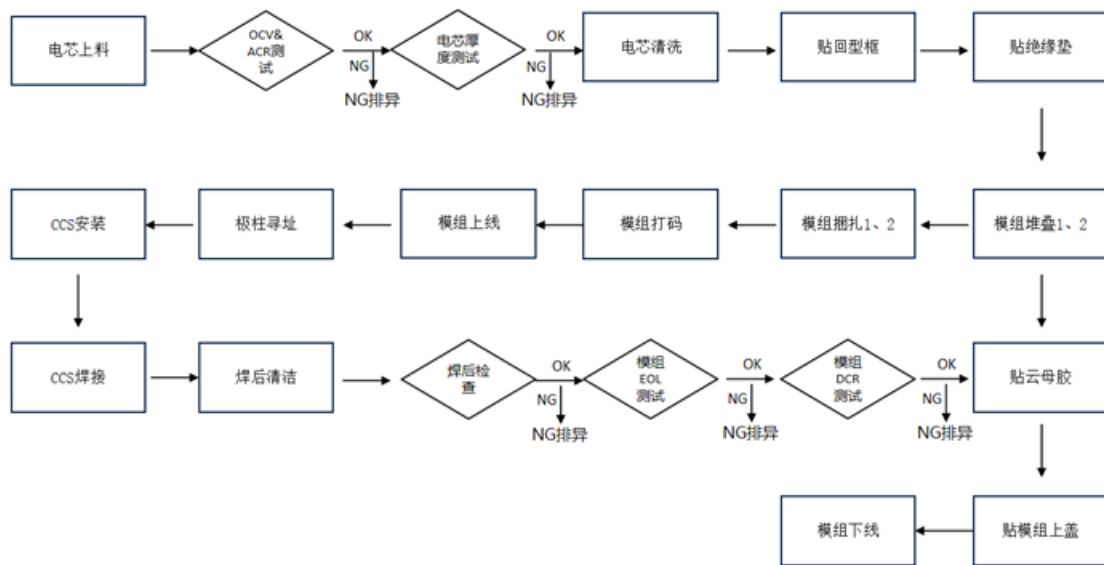 电芯上料
OCV&
ACR测
试
OK
NG
NG排异
电芯厚
度测试
OK
NG
NG排异
电芯清洗
贴回型框
贴绝缘垫
CCS安装
极柱寻址
模组上线
模组打码
模组捆扎1、2
模组堆叠1、2
CCS焊接
焊后清洁
焊后检
查
OK
NG
NG排异
模组
EOL
测试
OK
NG
NG排异
模组
DCR
测试
OK
NG
NG排异
贴云母胶
模组下线
贴模组上盖